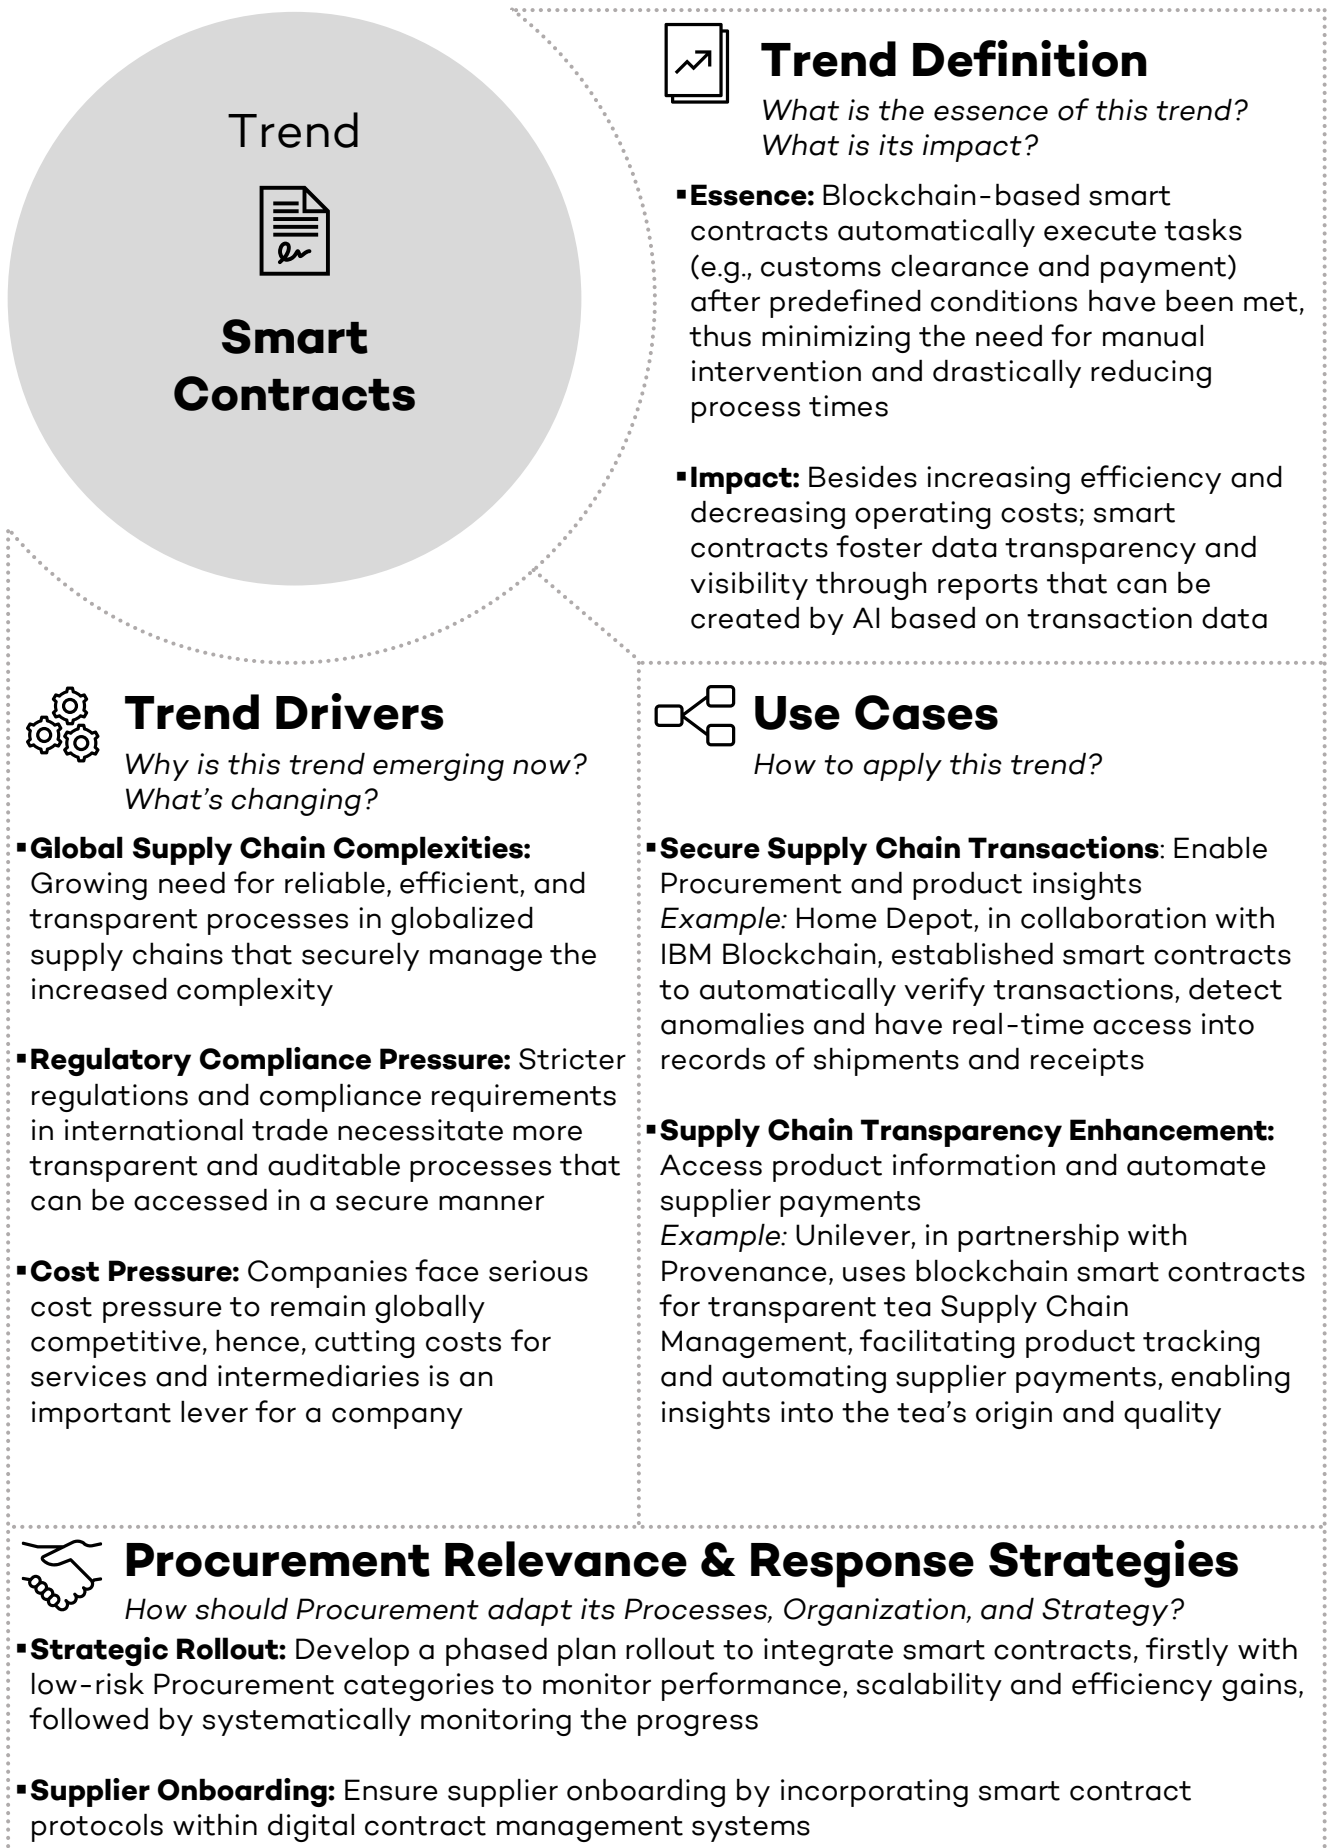 Trend
Smart
Contracts
Trend Definition
What is the essence of this trend?
What is its impact?
▪Essence: Blockchain-based smart
contracts automatically execute tasks
(e.g., customs clearance and payment)
after predefined conditions have been met,
thus minimizing the need for manual
intervention and drastically reducing
process times
▪Impact: Besides increasing efficiency and
decreasing operating costs; smart
contracts foster data transparency and
visibility through reports that can be
created by AI based on transaction data
Trend Drivers
Why is this trend emerging now?
What's changing?
▪Global Supply Chain Complexities:
Growing need for reliable, efficient, and
transparent processes in globalized
supply chains that securely manage the
increased complexity
▪Regulatory Compliance Pressure: Stricter
regulations and compliance requirements
in international trade necessitate more
transparent and auditable processes that
can be accessed in a secure manner
▪Cost Pressure: Companies face serious
cost pressure to remain globally
competitive, hence, cutting costs for
services and intermediaries is an
important lever for a company
Use Cases
How to apply this trend?
▪Secure Supply Chain Transactions: Enable
Procurement and product insights
Example: Home Depot, in collaboration with
IBM Blockchain, established smart contracts
to automatically verify transactions, detect
anomalies and have real-time access into
records of shipments and receipts
▪Supply Chain Transparency Enhancement:
Access product information and automate
supplier payments
Example: Unilever, in partnership with
Provenance, uses blockchain smart contracts
for transparent tea Supply Chain
Management, facilitating product tracking
and automating supplier payments, enabling
insights into the tea's origin and quality
Procurement Relevance & Response Strategies
How should Procurement adapt its Processes, Organization, and Strategy?
▪Strategic Rollout: Develop a phased plan rollout to integrate smart contracts, firstly with
low-risk Procurement categories to monitor performance, scalability and efficiency gains,
followed by systematically monitoring the progress
▪Supplier Onboarding: Ensure supplier onboarding by incorporating smart contract
protocols within digital contract management systems